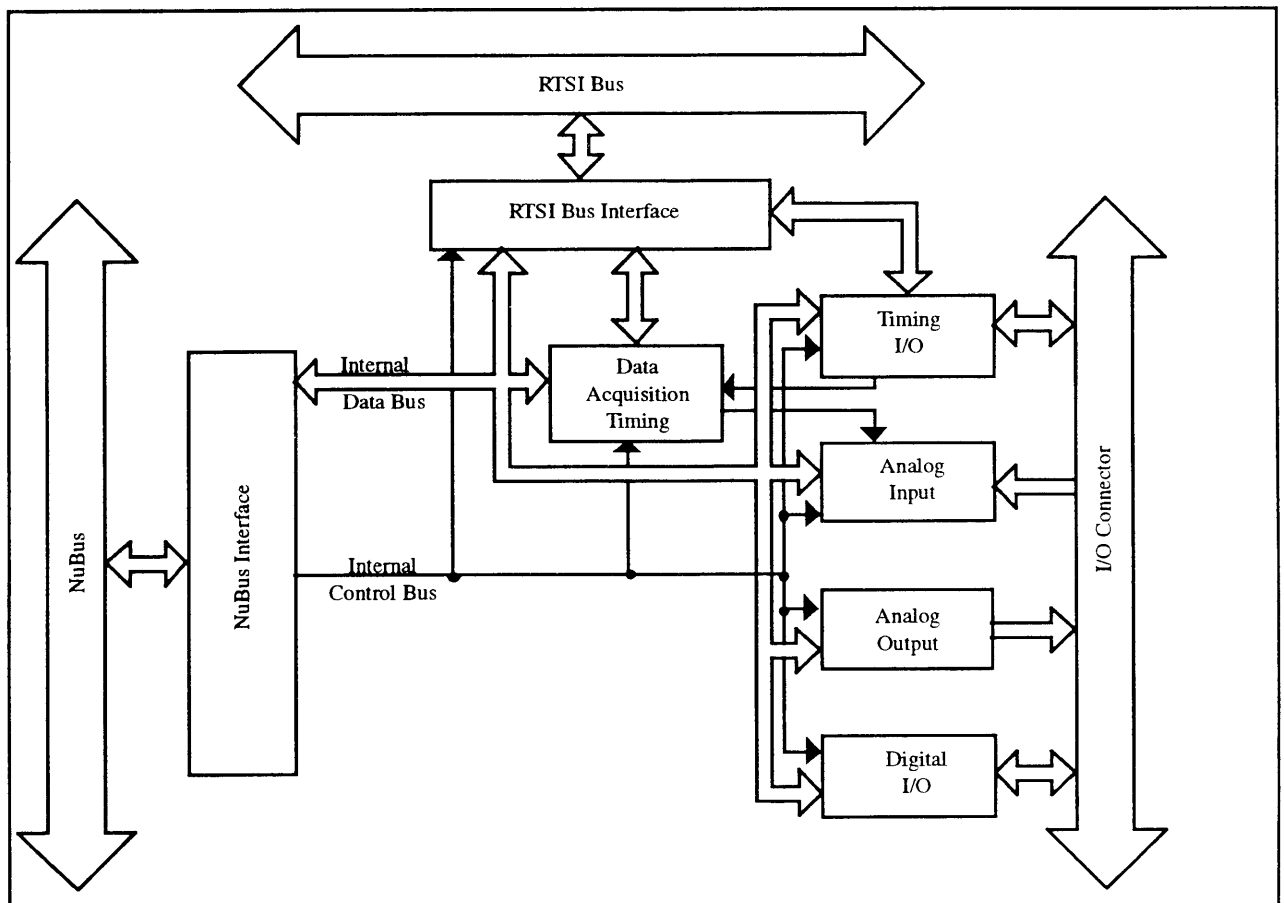 RTSI Bus
RTSI Bus Interface
Timing
I/O
Internal
Data Bus
Data
Acquisition
Timing
Analog
Input
I/O Connector
NuBus
NuBus Interface
Internal
Control Bus
Analog
Output
Digital
I/O